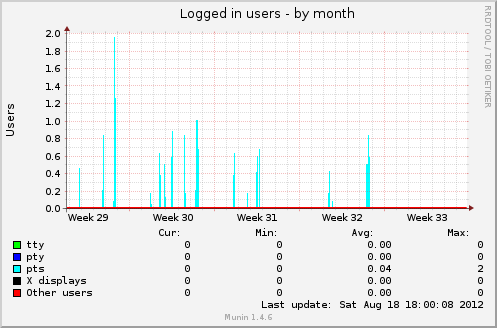 Logged in users - by month
RRDTOOL / TOBI OETIKER
Users
2.0
1.8
1.6
1.4
1.2
1.0
0.8
0.6
0.4
0.2
0.0
Week 29 Week 30 Week 31 Week 32 Week 33
Cur: Min: Avg: Max:
tty 0 0 0.00 0
pty 0 0 0.00 0
pts 0 0 0.04 2
X displays 0 0 0.00 0
Other users 0 0 0.00 0
Last update: Sat Aug 18 18:00:08 2012
Munin 1.4.6